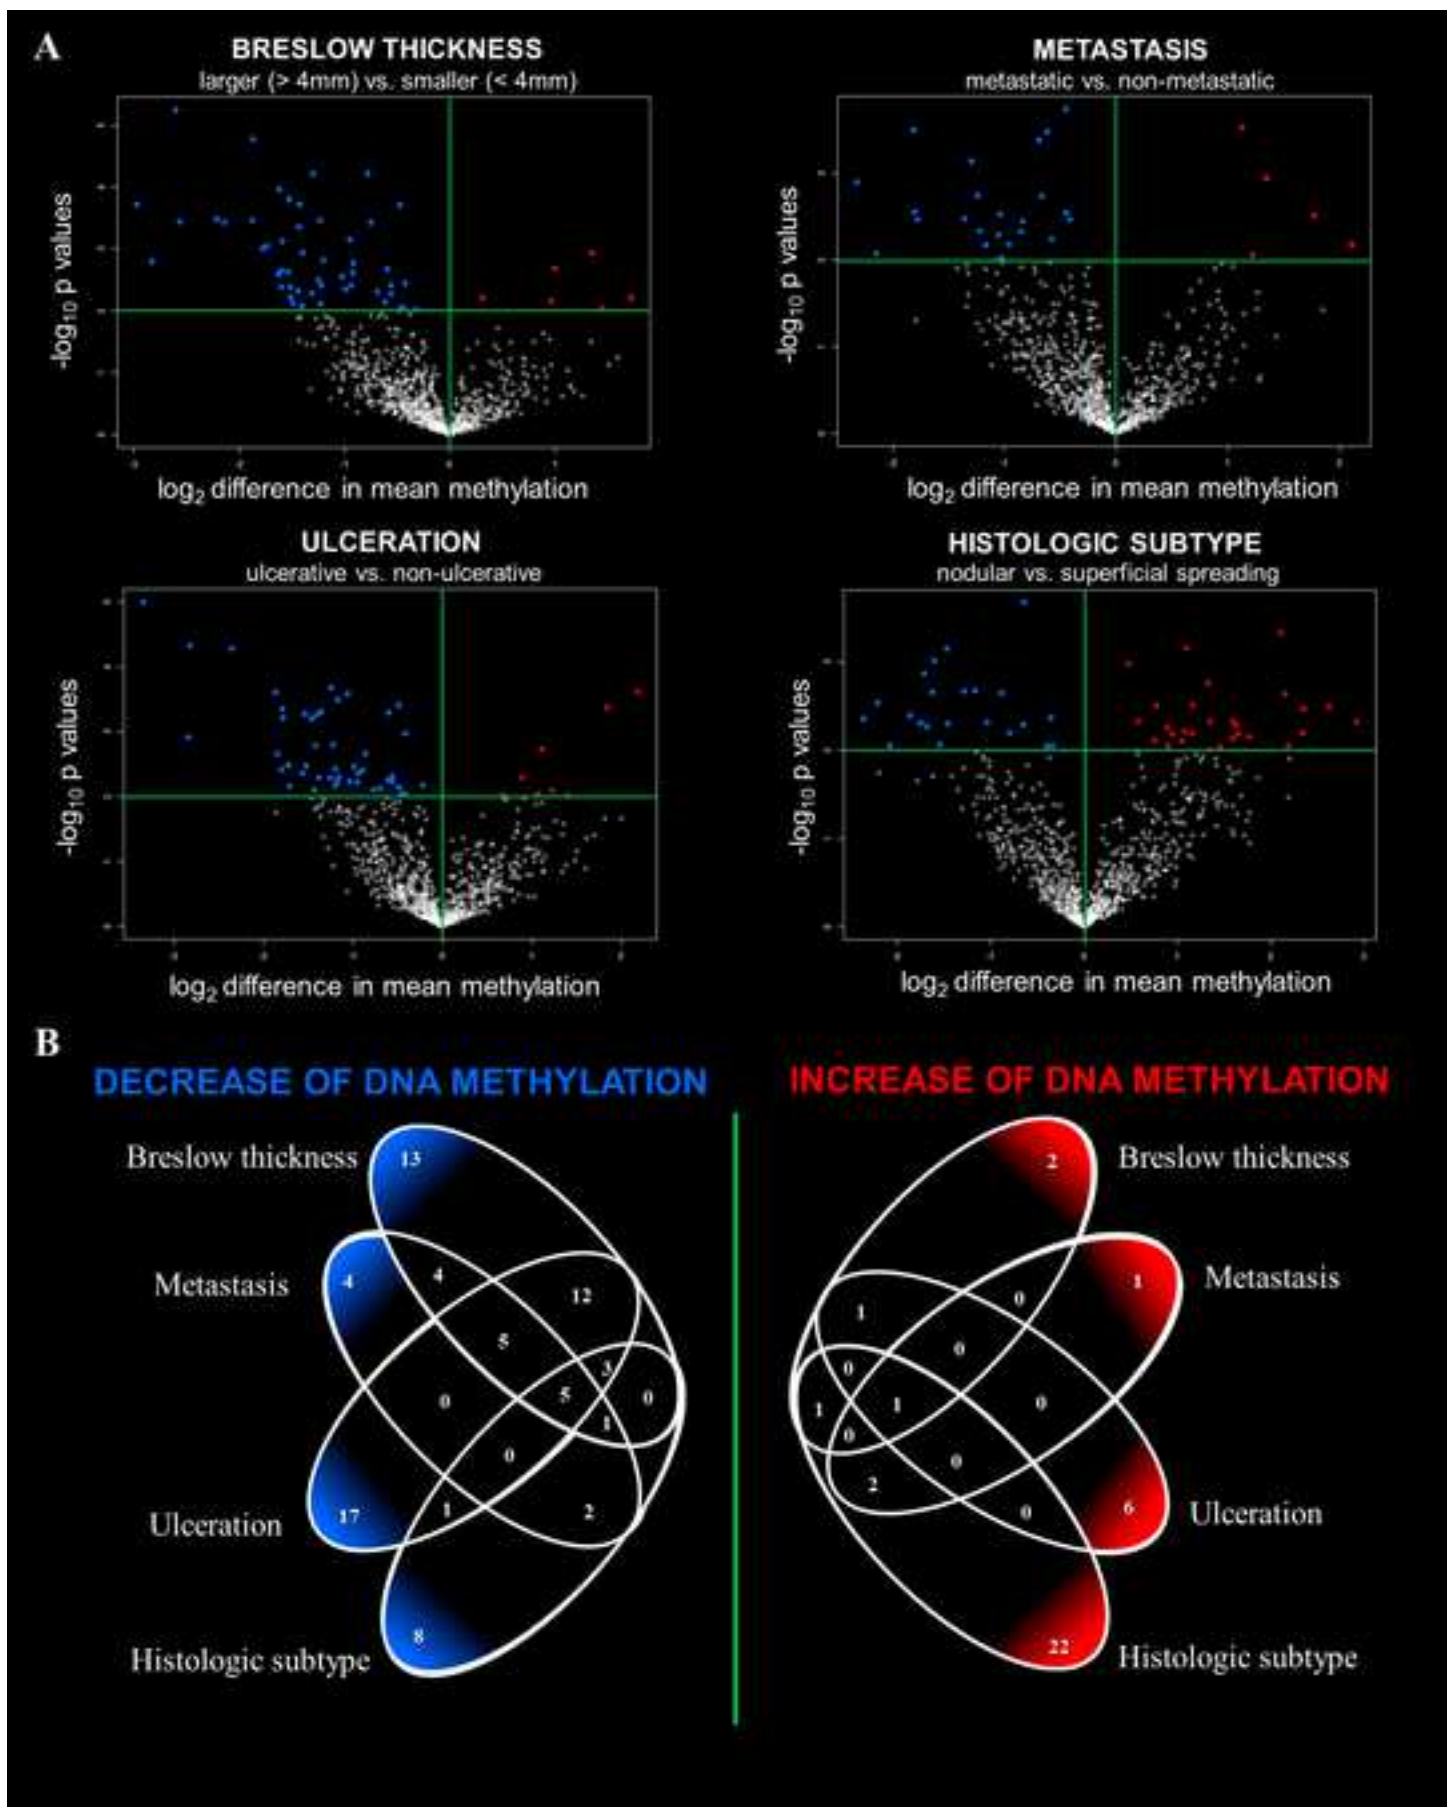 A
BRESLOW THICKNESS
larger (> 4mm) vs. smaller (< 4mm)
-log10 p values
log2 difference in mean methylation
METASTASIS
metastatic vs. non-metastatic
-log10 p values
log2 difference in mean methylation
ULCERATION
ulcerative vs. non-ulcerative
-log10 p values
log2 difference in mean methylation
HISTOLOGIC SUBTYPE
nodular vs. superficial spreading
-log10 p values
log2 difference in mean methylation
B
DECREASE OF DNA METHYLATION
Breslow thickness
13
Metastasis
4
4
12
5
3
5
0
0
1
0
Ulceration
17
1
2
8
Histologic subtype
INCREASE OF DNA METHYLATION
2
Breslow thickness
1
Metastasis
0
1
0
0
1
1
0
0
0
2
0
6
Ulceration
22
Histologic subtype